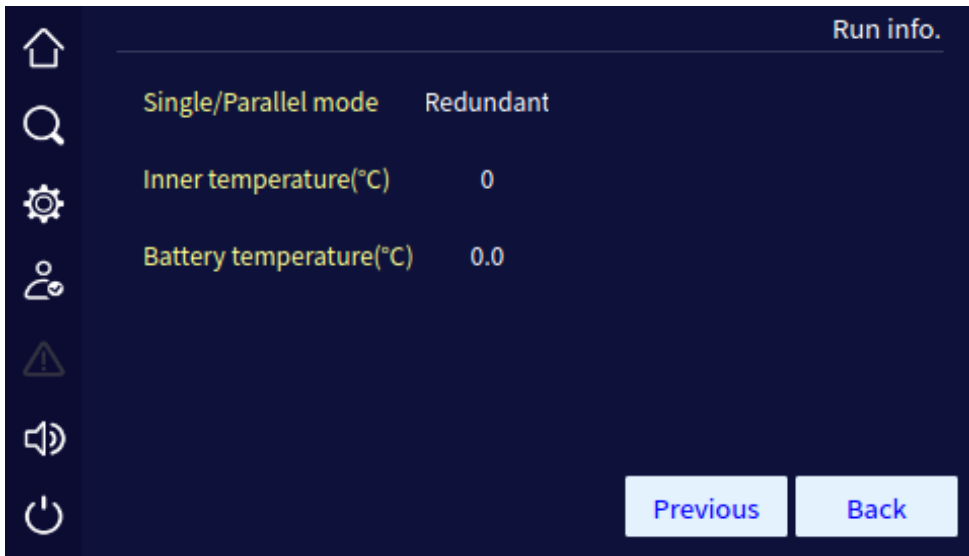 Run info.
Single/Parallel mode Redundant
Inner temperature(°C) 0
Battery temperature(°C) 0.0
Previous Back